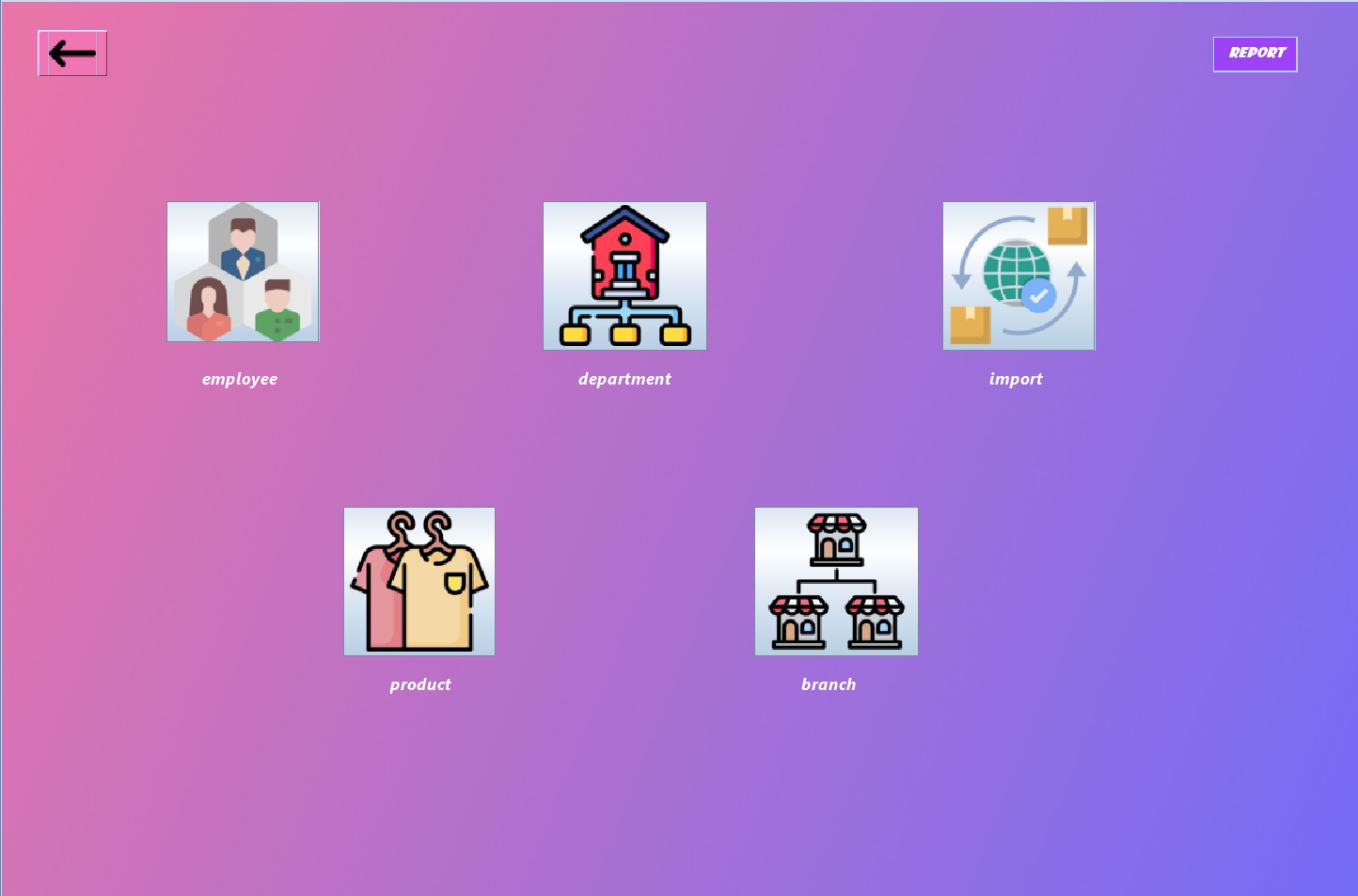 REPORT
employee
department
import
product
branch